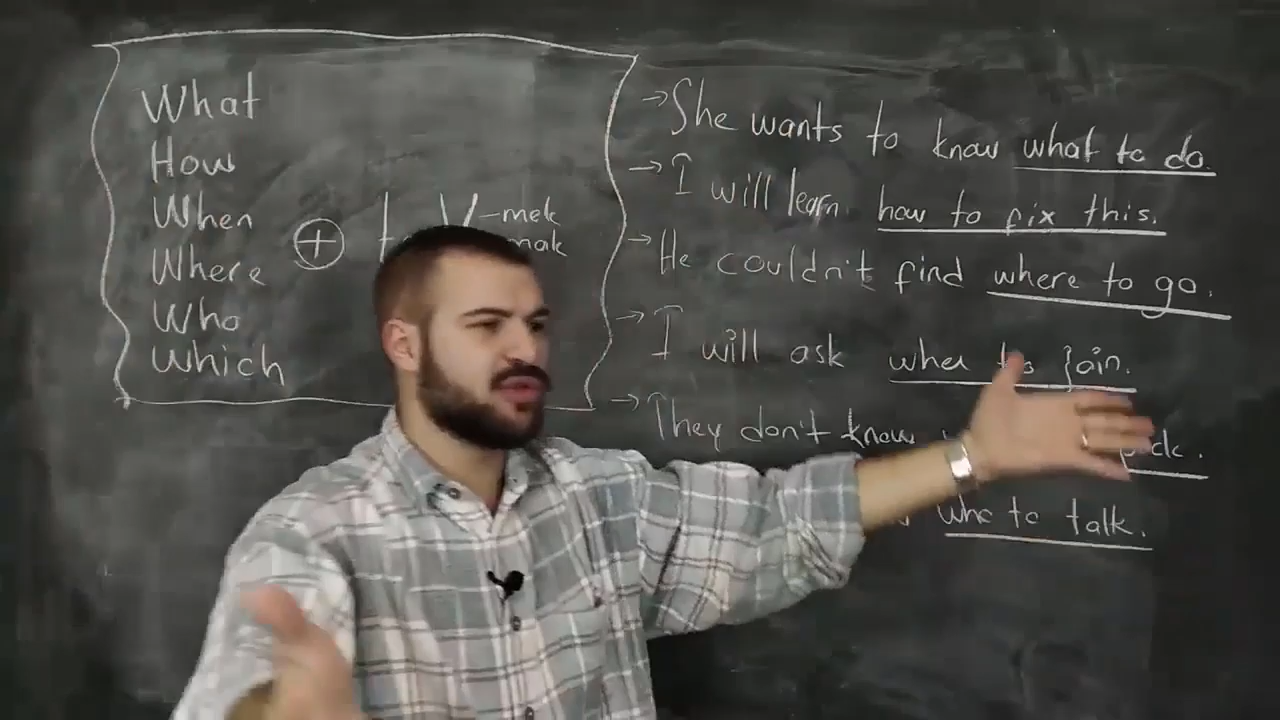 What
How
When
Where
Who
Which
+ t V -mek
mak
→ She wants to know what to do.
→ I will learn how to fix this.
→ He couldn't find where to go.
→ I will ask when to join.
→ They don't know
who to talk.